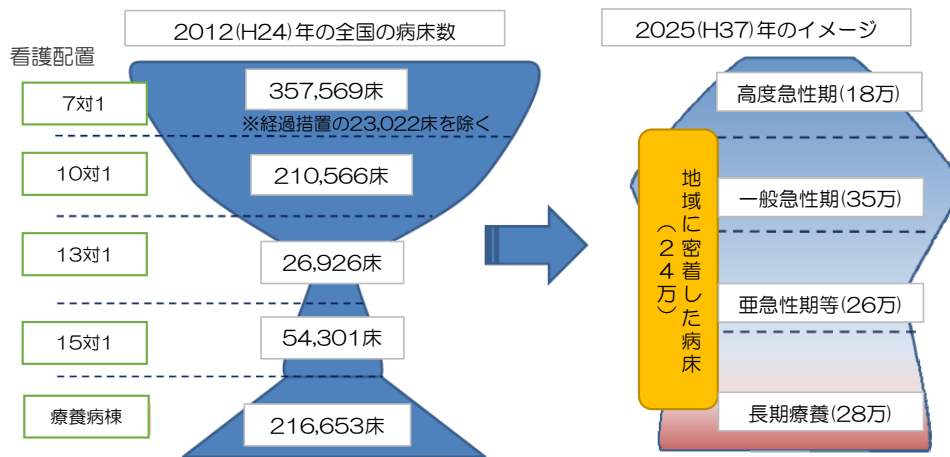 2012(H24)年の全国の病床数
看護配置
7対1
357,569床
※経過措置の23,022床を除く
10対1
210,566床
13対1
26,926床
15対1
54,301床
療養病棟
216,653床
2025(H37)年のイメージ
高度急性期(18万)
一般急性期(35万)
亜急性期等(26万)
長期療養(28万)
地域に密着した病床
(24万)